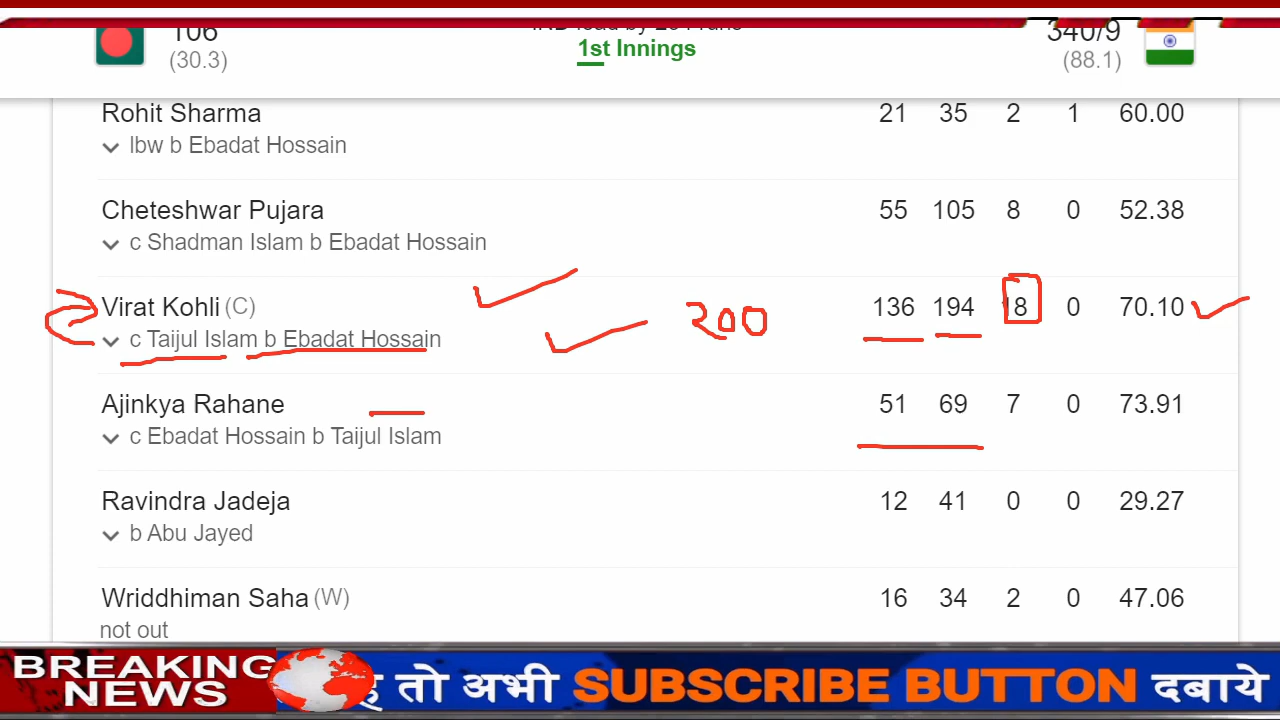 106
340/9
1st Innings
(30.3)
(88.1)
Rohit Sharma 21 35 2 1 60.00
lbw b Ebadat Hossain
Cheteshwar Pujara 55 105 8 0 52.38
c Shadman Islam b Ebadat Hossain
Virat Kohli (C) 200 136 194 18 0 70.10
c Taijul Islam b Ebadat Hossain
Ajinkya Rahane 51 69 7 0 73.91
c Ebadat Hossain b Taijul Islam
Ravindra Jadeja 12 41 0 0 29.27
b Abu Jayed
Wriddhiman Saha (W) 16 34 2 0 47.06
not out
BREAKING NEWS
तो अभी SUBSCRIBE BUTTON दबाये